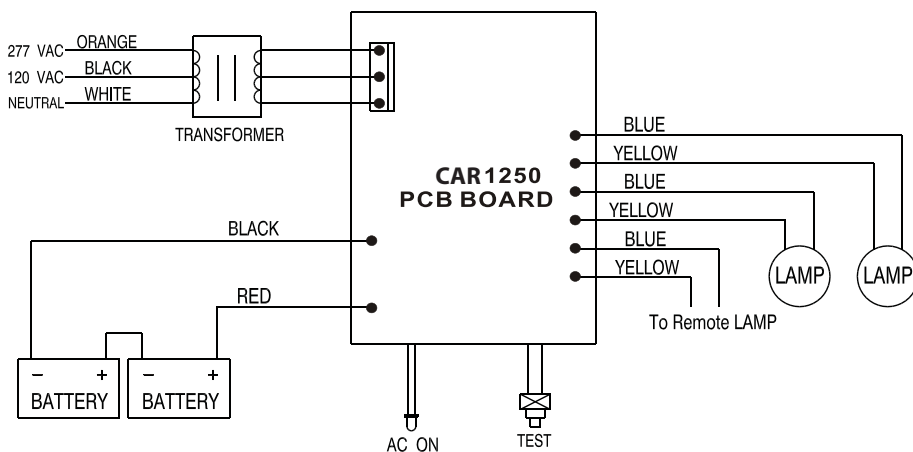 277 VAC ORANGE
120 VAC BLACK
NEUTRAL WHITE
TRANSFORMER
CAR1250
PCB BOARD
BLUE
YELLOW
BLUE
YELLOW
BLUE
YELLOW
LAMP
LAMP
To Remote LAMP
BLACK
RED
- +
BATTERY
- +
BATTERY
AC ON
TEST